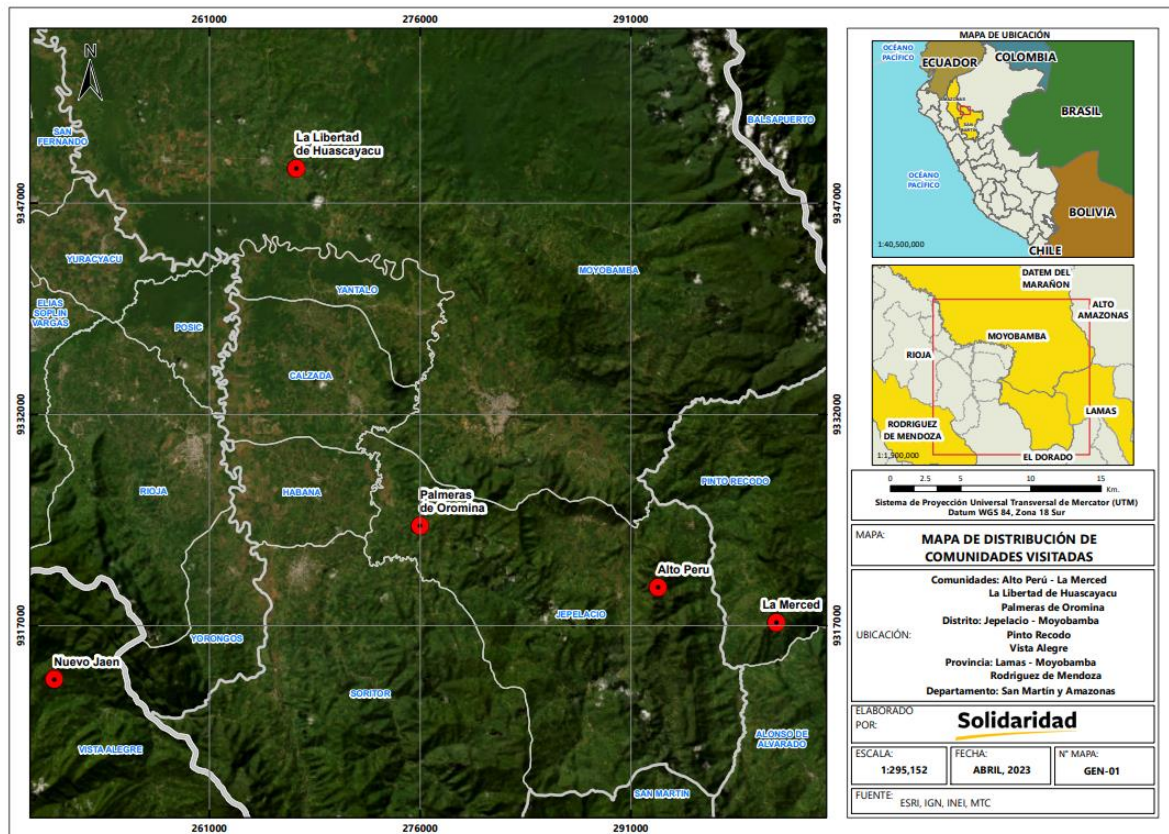 261000
276000
291000
N
SAN
FERNANDO
La Libertad
de Huascayacu
BALSAPUERTO
9347000
9347000
YURACYACU
MOYOBAMBA
YANTALO
ELIAS
SOPLIN
VARGAS
POSIC
CALZADA
9332000
9332000
RIOJA
HABANA
PINTO RECODO
Palmeras
de Oromina
Alto Peru
La Merced
JEPELACIO
9317000
9317000
YORONGOS
Nuevo Jaen
SORITOR
VISTA ALEGRE
ALONSO DE
ALVARADO
SAN MARTIN
261000
276000
291000
MAPA DE UBICACIÓN
OCÉANO
PACÍFICO
ECUADOR
COLOMBIA
AMAZONAS
SAN
MARTIN
BRASIL
OCÉANO
PACÍFICO
BOLIVIA
CHILE
1:40,500,000
DATEM DEL
MARAÑON
ALTO
AMAZONAS
MOYOBAMBA
RIOJA
LAMAS
RODRIGUEZ
DE MENDOZA
EL DORADO
1:1,500,000
0 2.5 5 10 15
Km.
Sistema de Proyección Universal Transversal de Mercator (UTM)
Datum WGS 84, Zona 18 Sur
MAPA: MAPA DE DISTRIBUCIÓN DE
COMUNIDADES VISITADAS
UBICACIÓN:
Comunidades: Alto Perú - La Merced
La Libertad de Huascayacu
Palmeras de Oromina
Distrito: Jepelacio - Moyobamba
Pinto Recodo
Vista Alegre
Provincia: Lamas - Moyobamba
Rodriguez de Mendoza
Departamento: San Martín y Amazonas
ELABORADO
POR:
Solidaridad
ESCALA:
1:295,152
FECHA:
ABRIL, 2023
N° MAPA:
GEN-01
FUENTE: ESRI, IGN, INEI, MTC